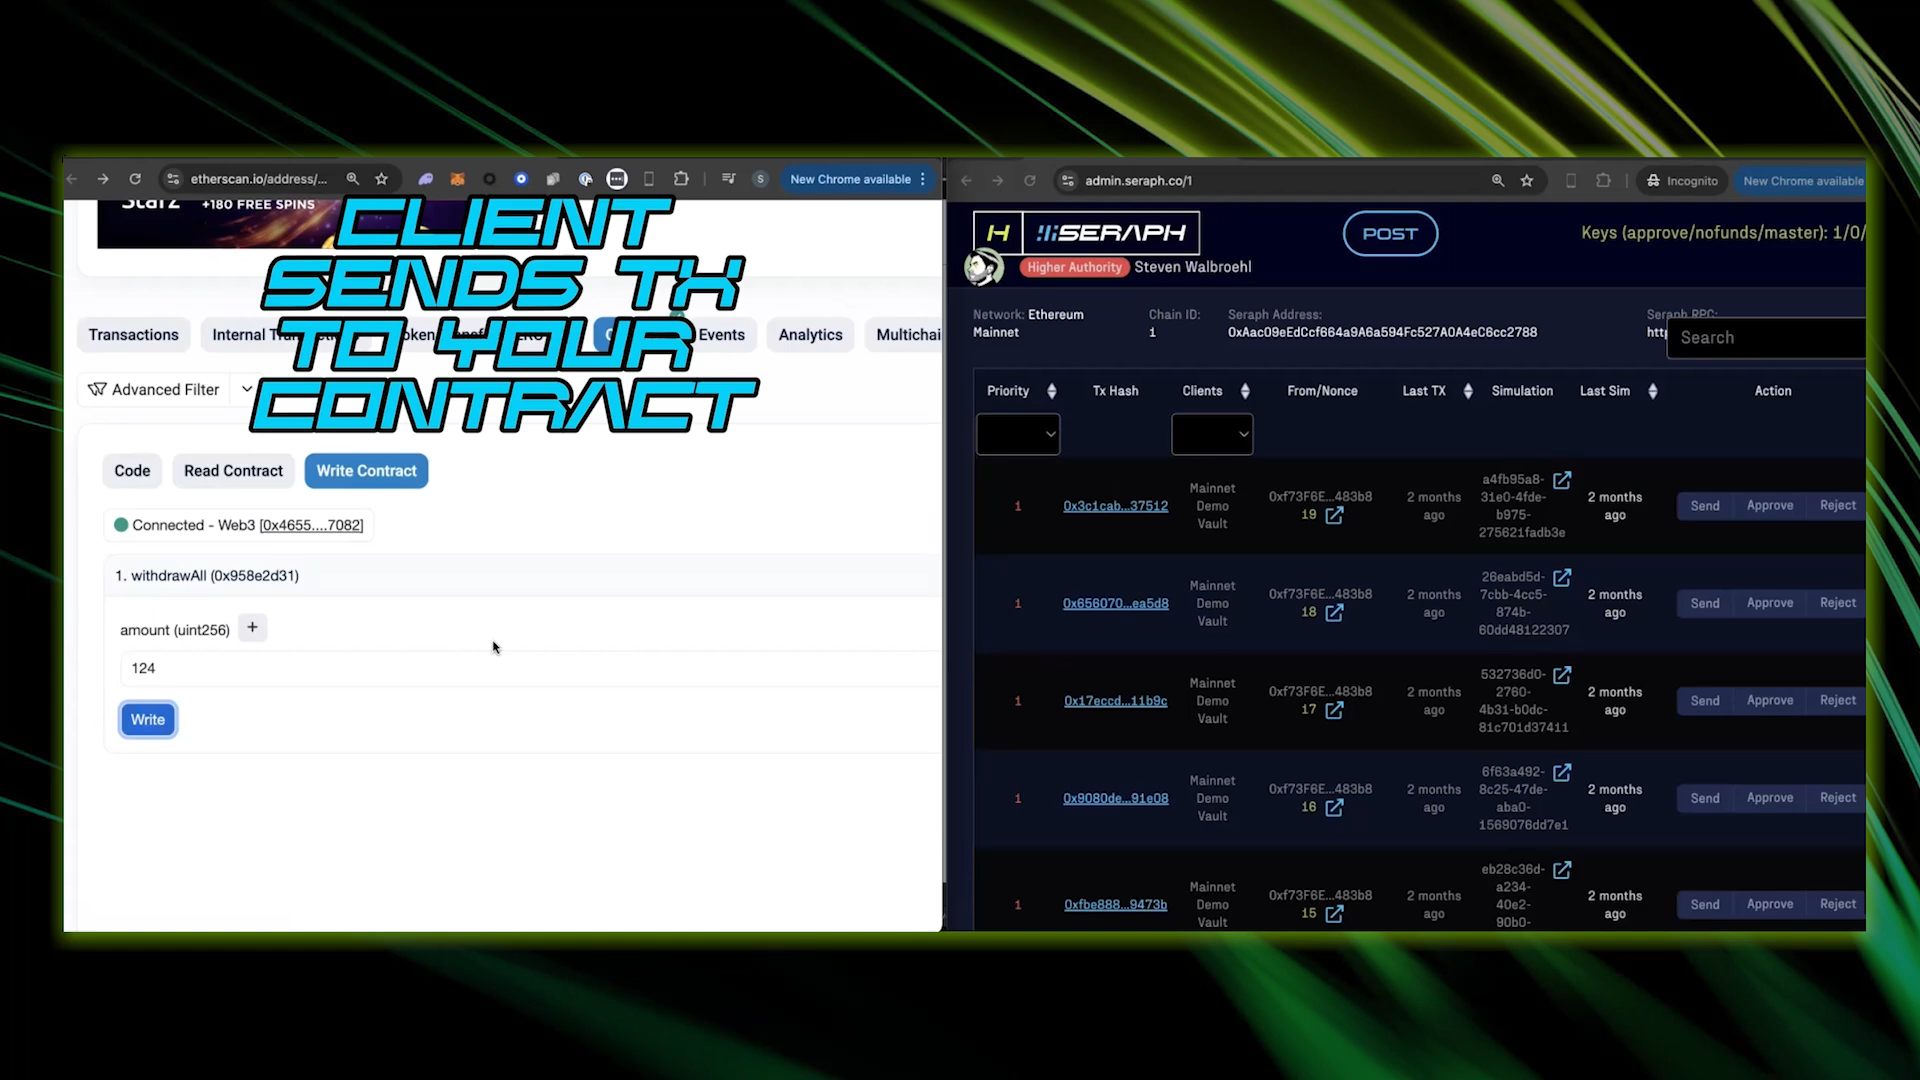 etherscan.io/address/...
New Chrome available
Starz
+180 FREE SPINS
CLIENT
SENDS TX
TO YOUR
CONTRACT
Transactions
Events
Analytics
Advanced Filter
Code
Read Contract
Write Contract
Connected - Web3 [0x4655....7082]
1. withdrawAll (0x958e2d31)
amount (uint256) +
124
Write
admin.seraph.co/1
Incognito
New Chrome available
H SERAPH
POST
Keys (approve/nofunds/master): 1/0/
Higher Authority Steven Walbroehl
Network: Ethereum
Mainnet
Chain ID:
1
Seraph Address:
0xAac09eEdCcf664a9A6a594Fc527A0A4eC6cc2788
Seraph RPC:
Search
Priority Tx Hash Clients From/Nonce Last TX Simulation Last Sim Action
1
0x3c1cab...37512
Mainnet
Demo
Vault
0xf73F6E...483b8
19
2 months
ago
a4fb95a8-
31e0-4fde-
b975-
275621fadb3e
2 months
ago
Send Approve Reject
1
0x656070...ea5d8
Mainnet
Demo
Vault
0xf73F6E...483b8
18
2 months
ago
26eabd5d-
7cbb-4cc5-
874b-
60dd48122307
2 months
ago
Send Approve Reject
1
0x17eccd...11b9c
Mainnet
Demo
Vault
0xf73F6E...483b8
17
2 months
ago
532736d0-
2760-
4b31-b0dc-
81c701d37411
2 months
ago
Send Approve Reject
1
0x9080de...91e08
Mainnet
Demo
Vault
0xf73F6E...483b8
16
2 months
ago
6f63a492-
8c25-47de-
aba0-
1569076dd7e1
2 months
ago
Send Approve Reject
1
0xfbe888...9473b
Mainnet
Demo
Vault
0xf73F6E...483b8
15
2 months
ago
eb28c36d-
a234-
40e2-
90b0-
2 months
ago
Send Approve Reject